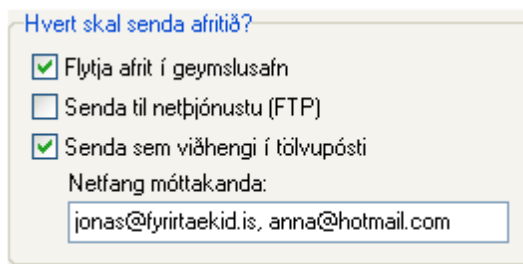 Hvert skal senda afritið?
Flytja afrit í geymslusafn
Senda til netþjónustu (FTP)
Senda sem viðhengi í tölvupósti
Netfang móttakanda:
jonas@fyrirtaekid.is, anna@hotmail.com